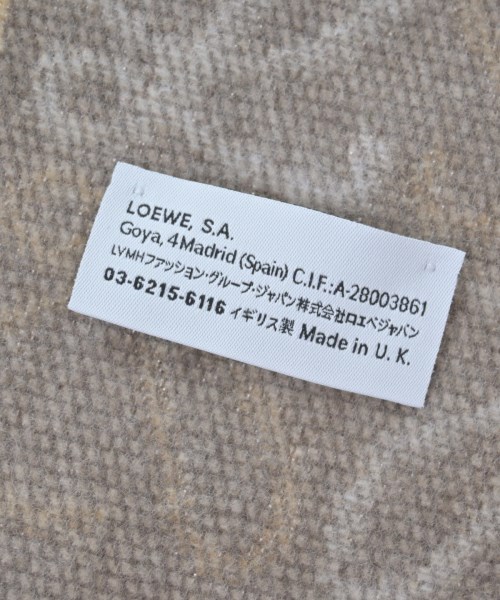 LOEWE, S.A.
Goya, 4Madrid (Spain) C.I.F.:A-28003861
LVMHファッション・グループ・ジャパン株式会社ロエベジャパン
03-6215-6116 イギリス製 Made in U. K.